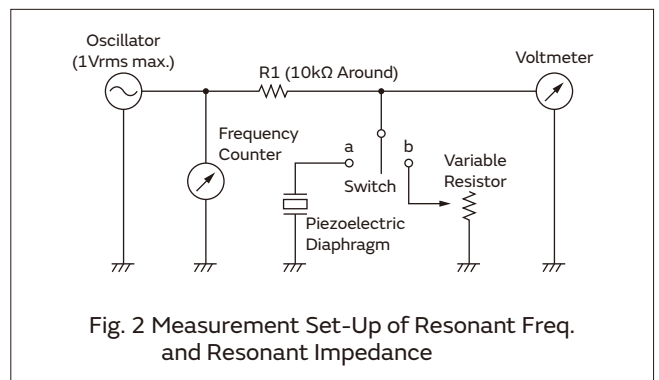 Oscillator
(1Vrms max.)
R1 (10kΩ Around)
Voltmeter
Frequency
Counter
a
b
Switch
Variable
Resistor
Piezoelectric
Diaphragm
Fig. 2 Measurement Set-Up of Resonant Freq.
and Resonant Impedance